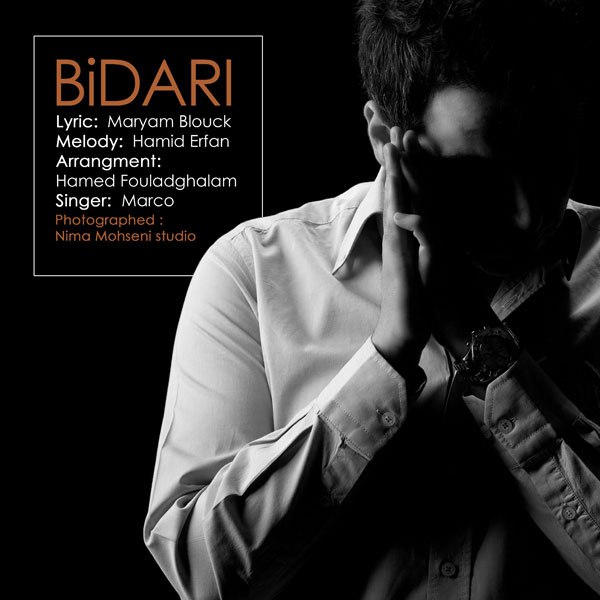 BiDARI
Lyric: Maryam Blouck
Melody: Hamid Erfan
Arrangment:
Hamed Fouladghalam
Singer: Marco
Photographed :
Nima Mohseni studio